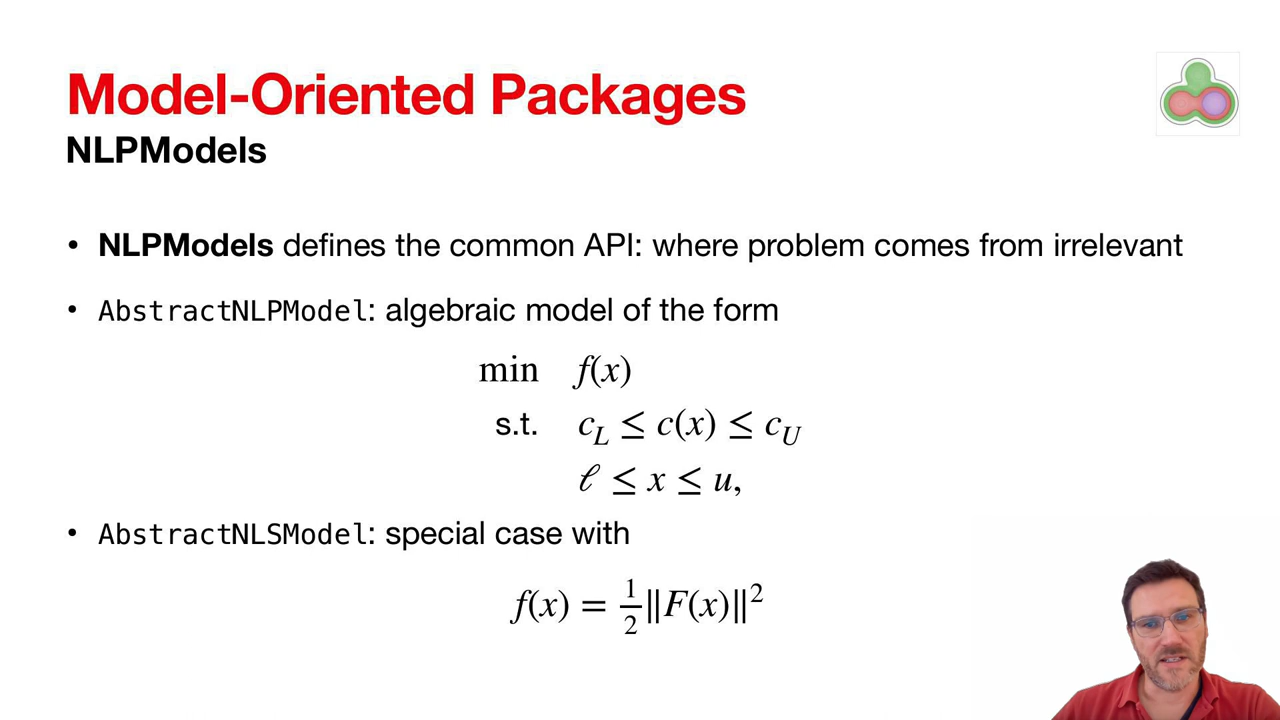 Model-Oriented Packages
NLPModels
• NLPModels defines the common API: where problem comes from irrelevant
• AbstractNLPModel: algebraic model of the form
min f(x)
s.t. c_L ≤ c(x) ≤ c_U
ℓ ≤ x ≤ u,
• AbstractNLSModel: special case with
f(x) = 1/2 ‖F(x)‖²